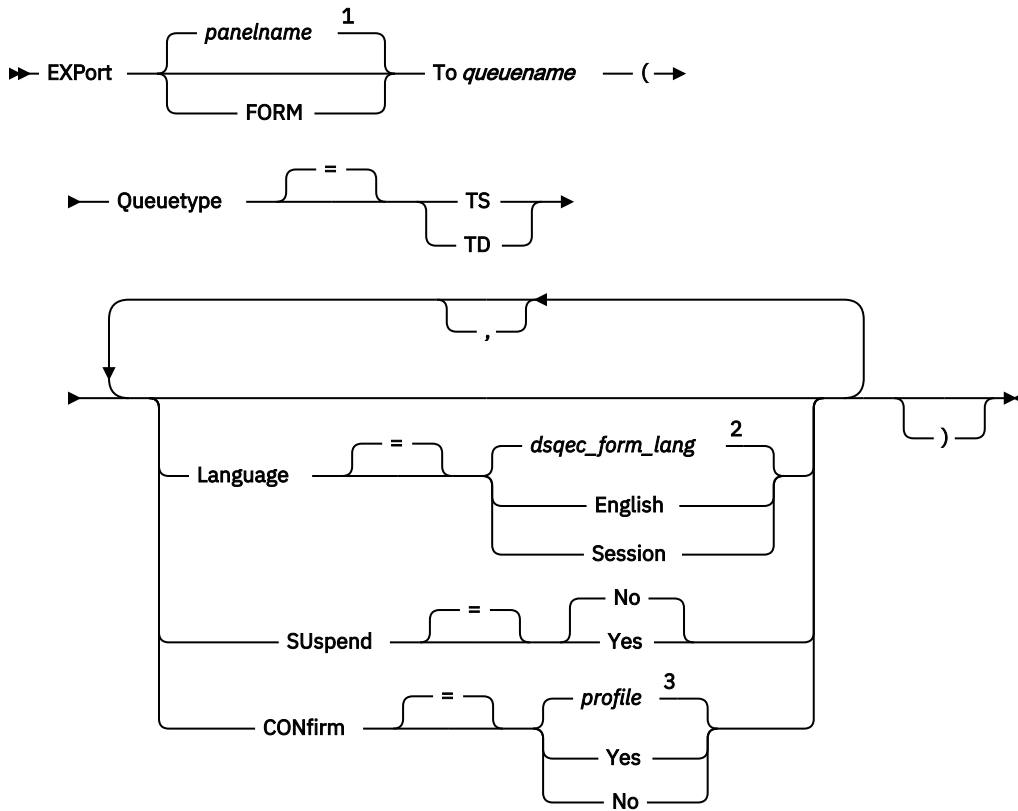 panelname 1
EXPort To queuename (
FORM
=
Queuetype TS
TD
,
)
dsqec_form_lang 2
=
Language
English
Session
No
=
SUspend Yes
profile 3
=
CONfirm
Yes
No